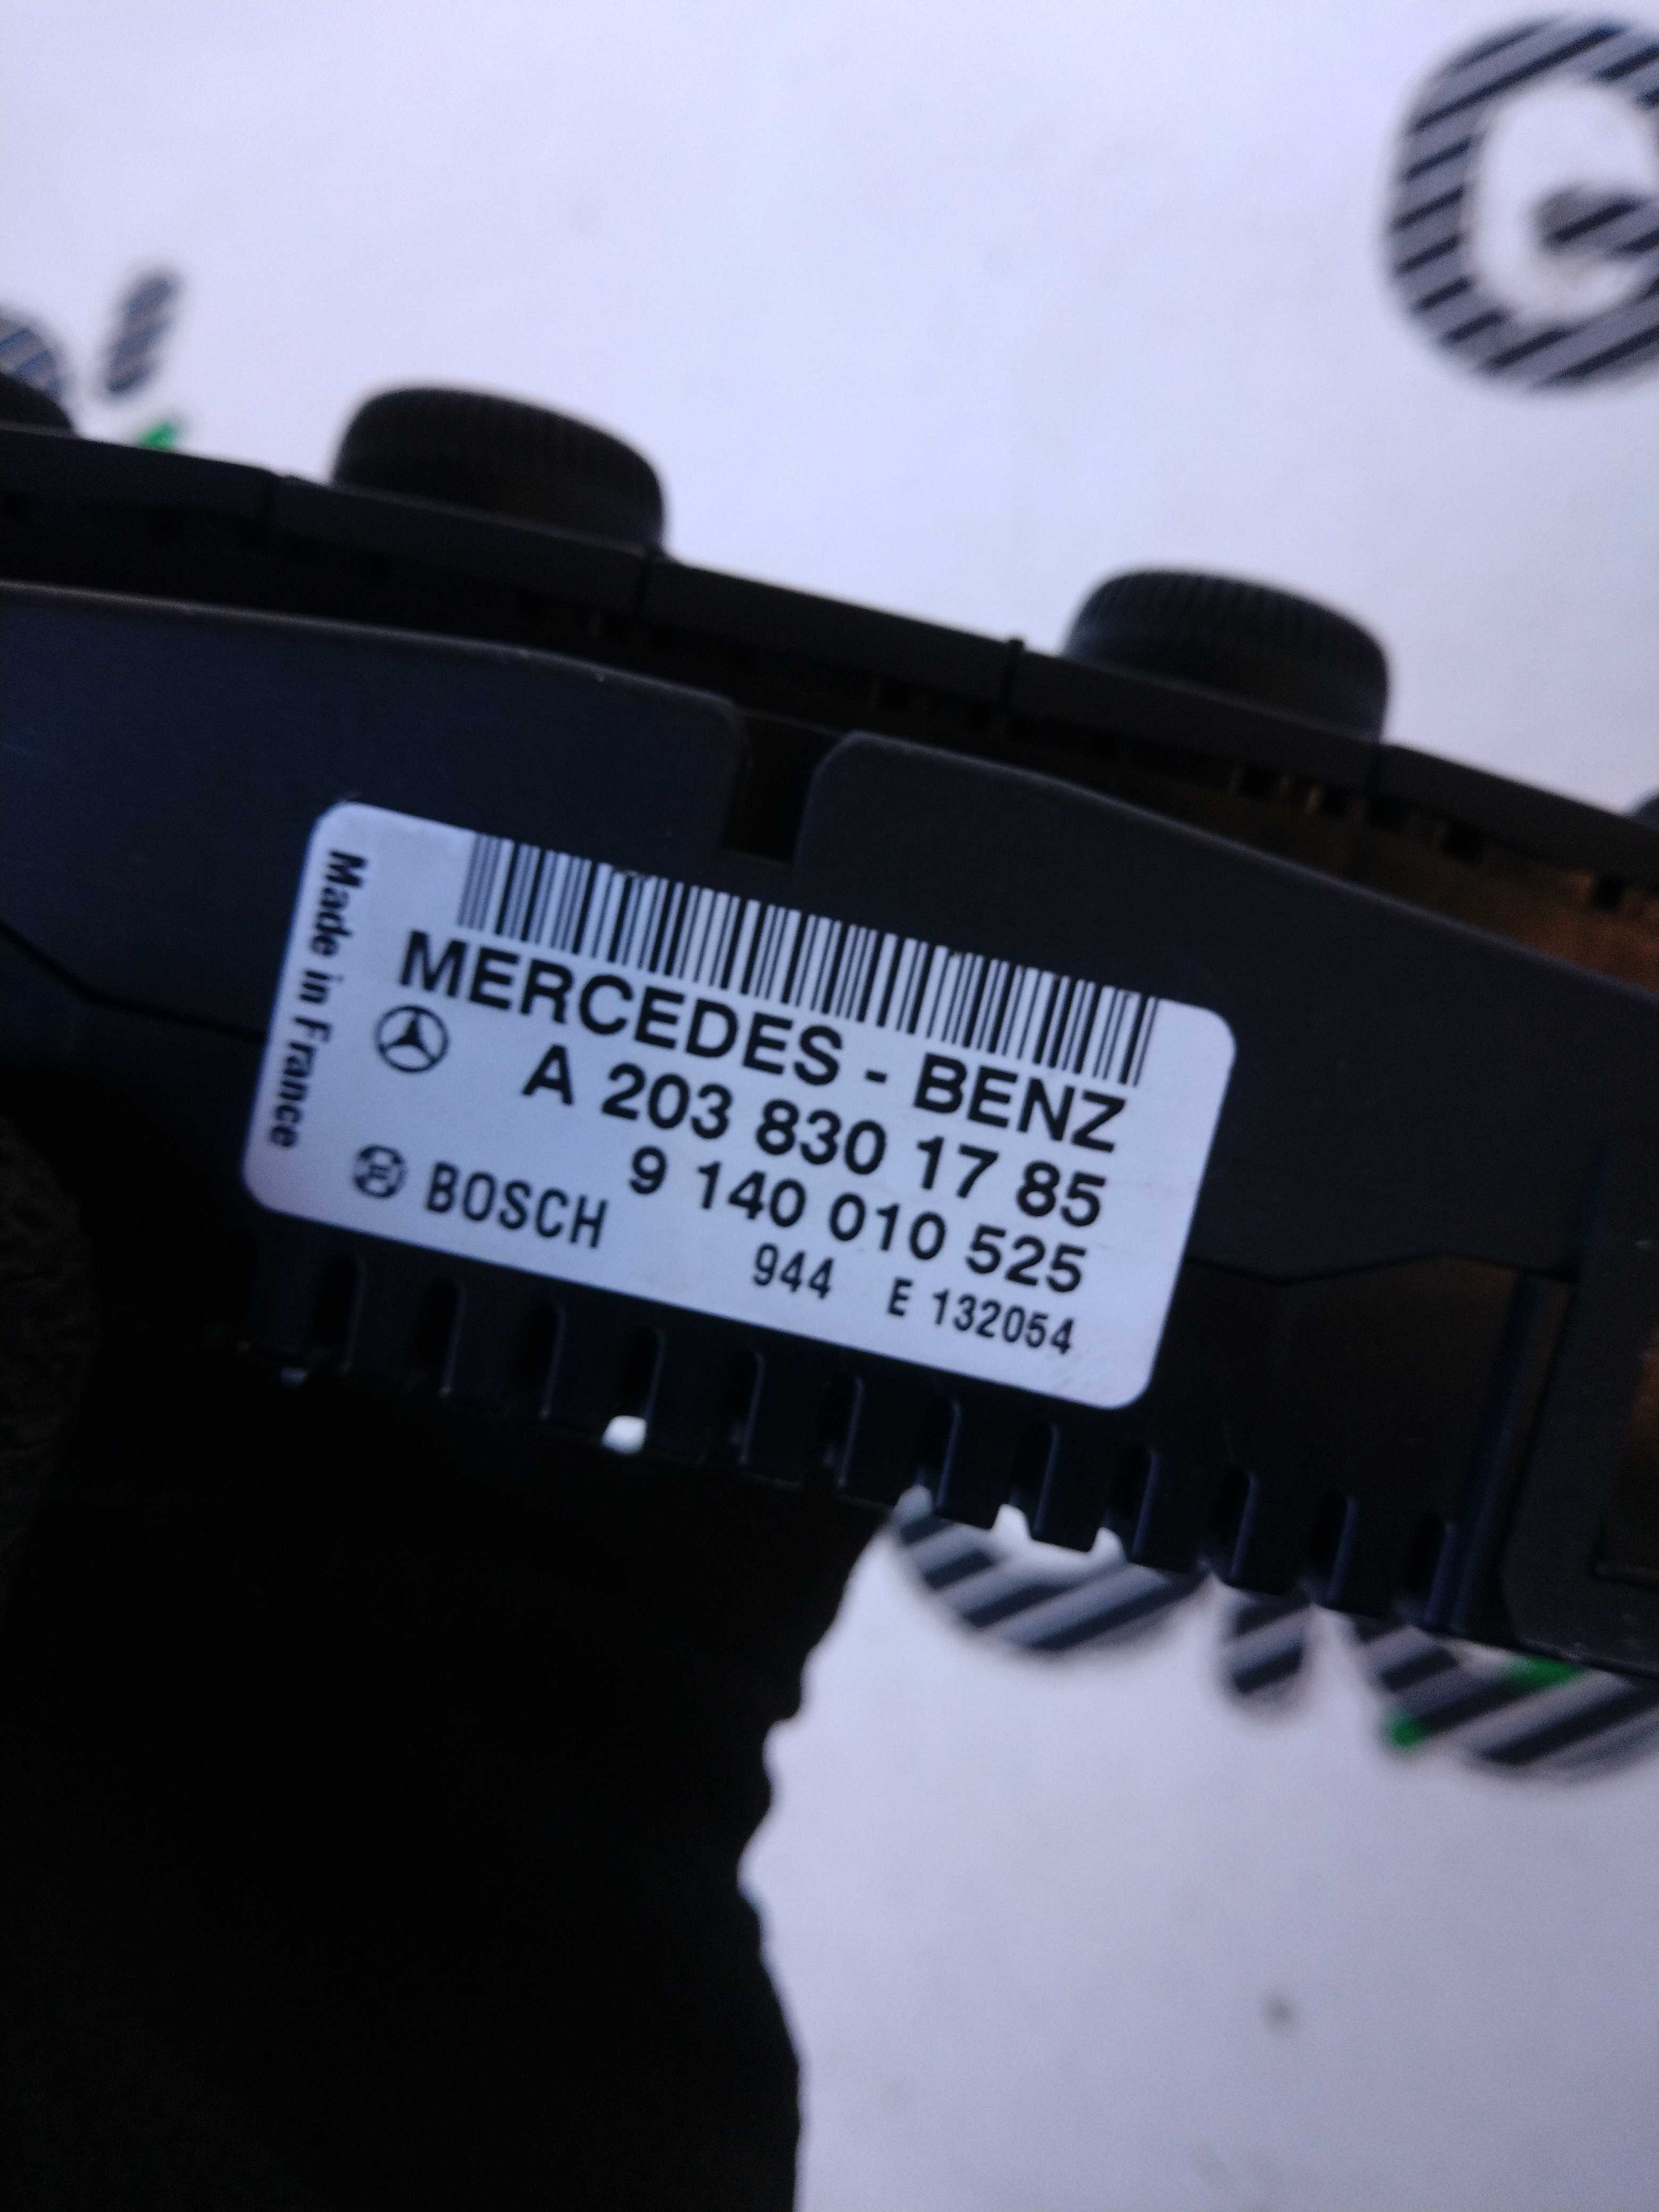 Made in France
MERCEDES - BENZ
A 203 830 17 85
9 140 010 525
BOSCH
944 E 132054
G